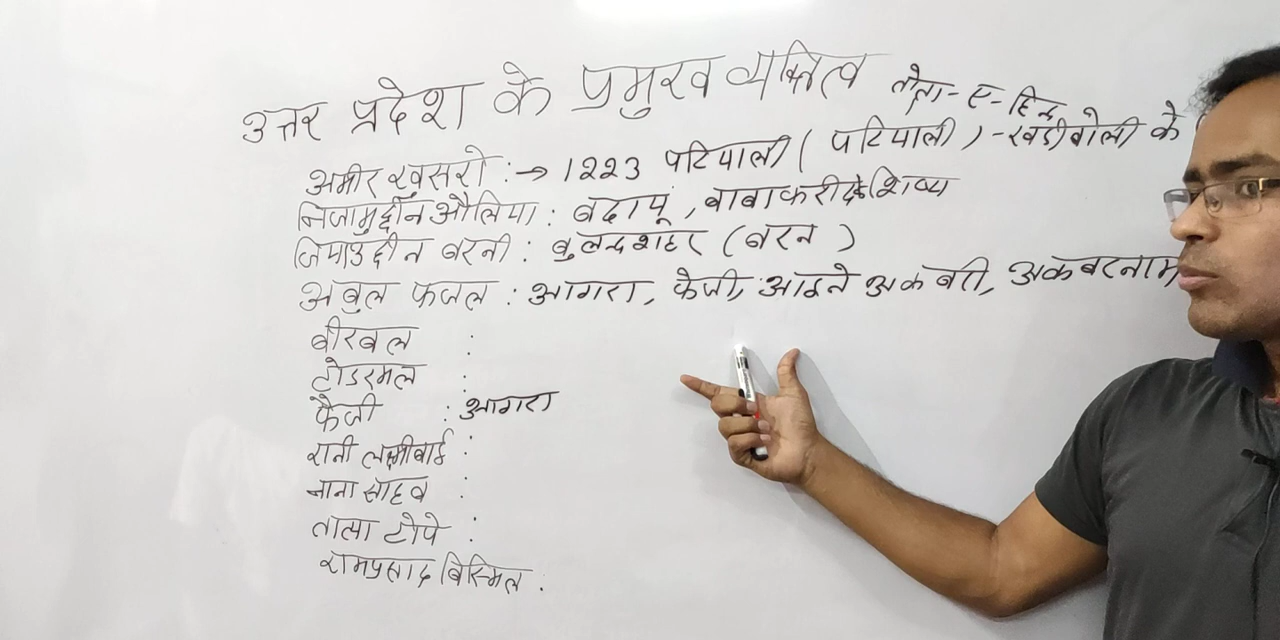 उत्तर प्रदेश के प्रमुख व्यक्तित्व
तोता-ए-हिन्द
अमीर खुसरो :→ 1223 पटियाली ( पटियाली ) - खडीबोली के
निजामुद्दीन औलिया : बदायूं , बाबा फरीद के शिष्य
जियाउद्दीन बरनी : बुलन्दशहर ( बरन )
अबुल फजल : आगरा, फैजी, आइने अकबरी, अकबरनामा
बीरबल :
टोडरमल :
फैजी : आगरा
रानी लक्ष्मीबाई :
नाना साहब :
तात्या टोपे :
रामप्रसाद बिस्मिल :